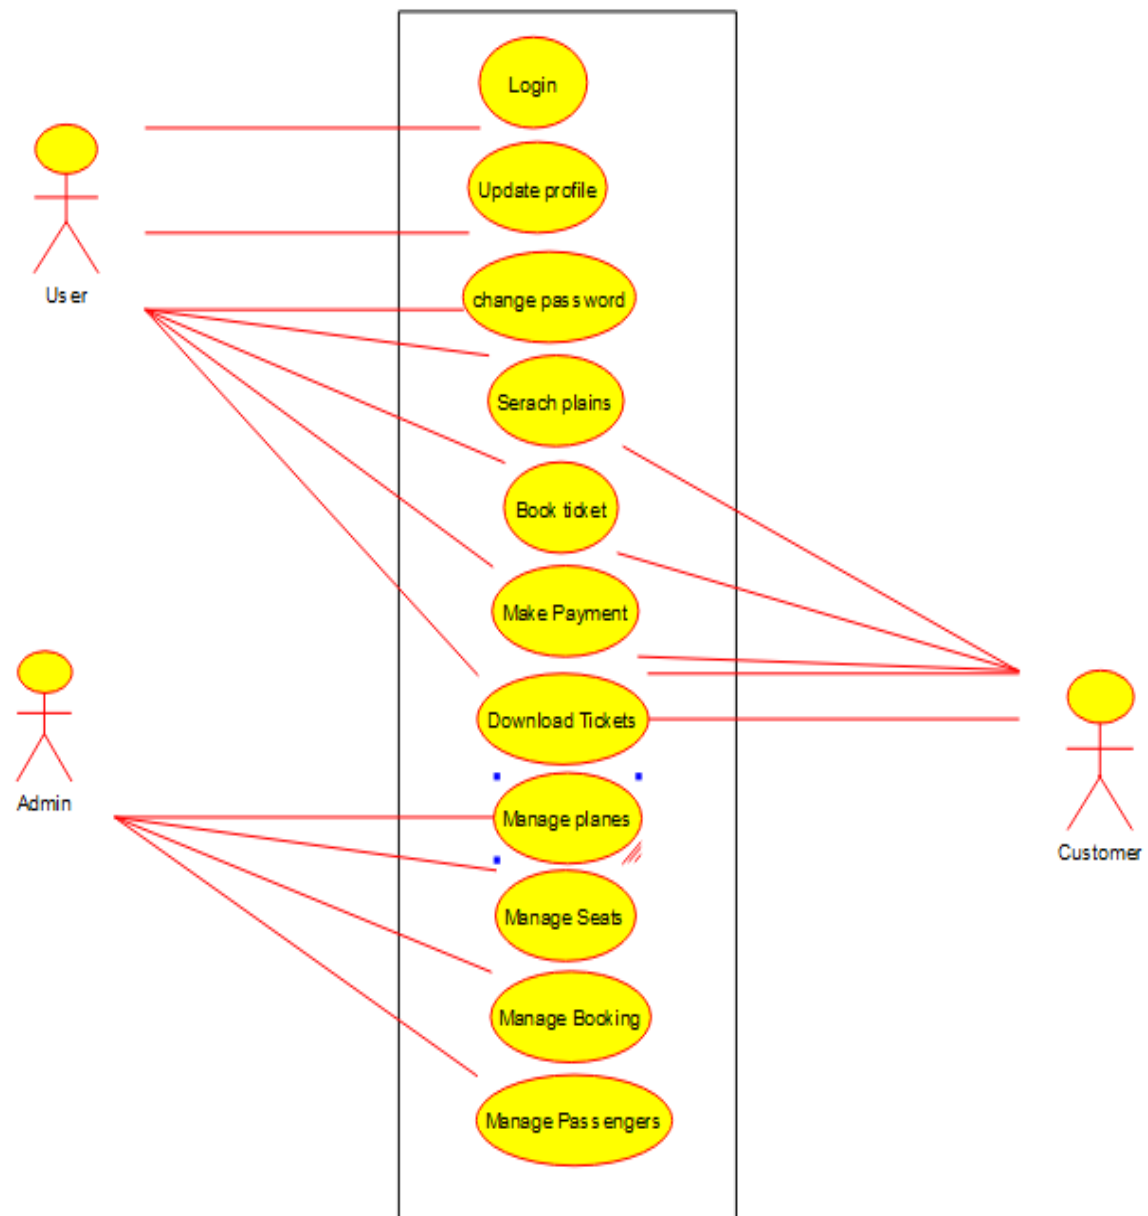 Login
Update profile
User
change password
Serach plains
Book ticket
Make Payment
Download Tickets
Admin
Manage planes
Customer
Manage Seats
Manage Booking
Manage Passengers